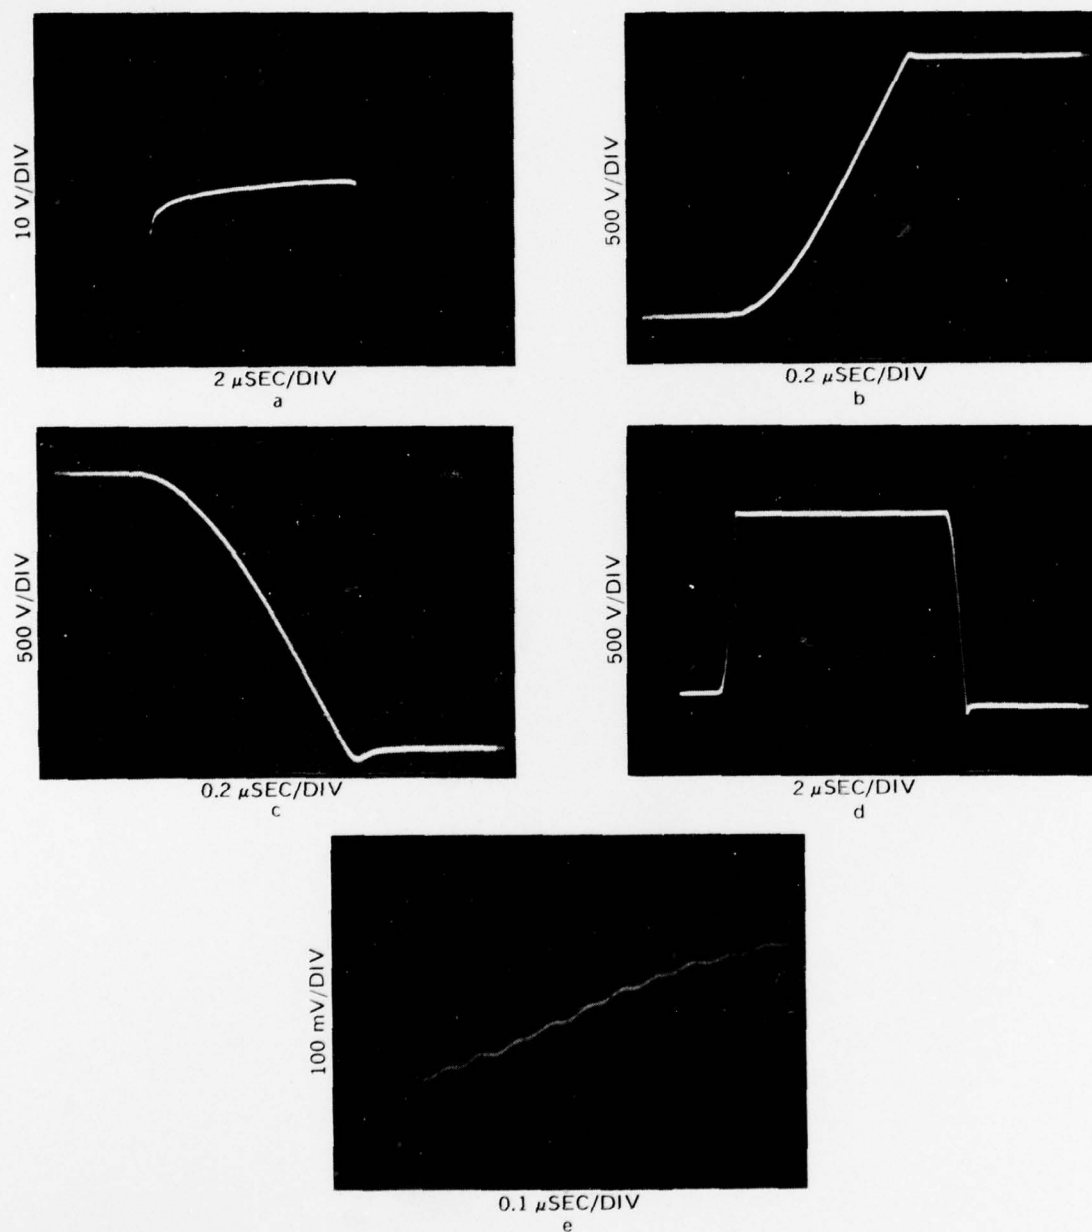 10 V/DIV
2 μSEC/DIV
a
500 V/DIV
0.2 μSEC/DIV
b
500 V/DIV
0.2 μSEC/DIV
c
500 V/DIV
2 μSEC/DIV
d
100 mV/DIV
0.1 μSEC/DIV
e